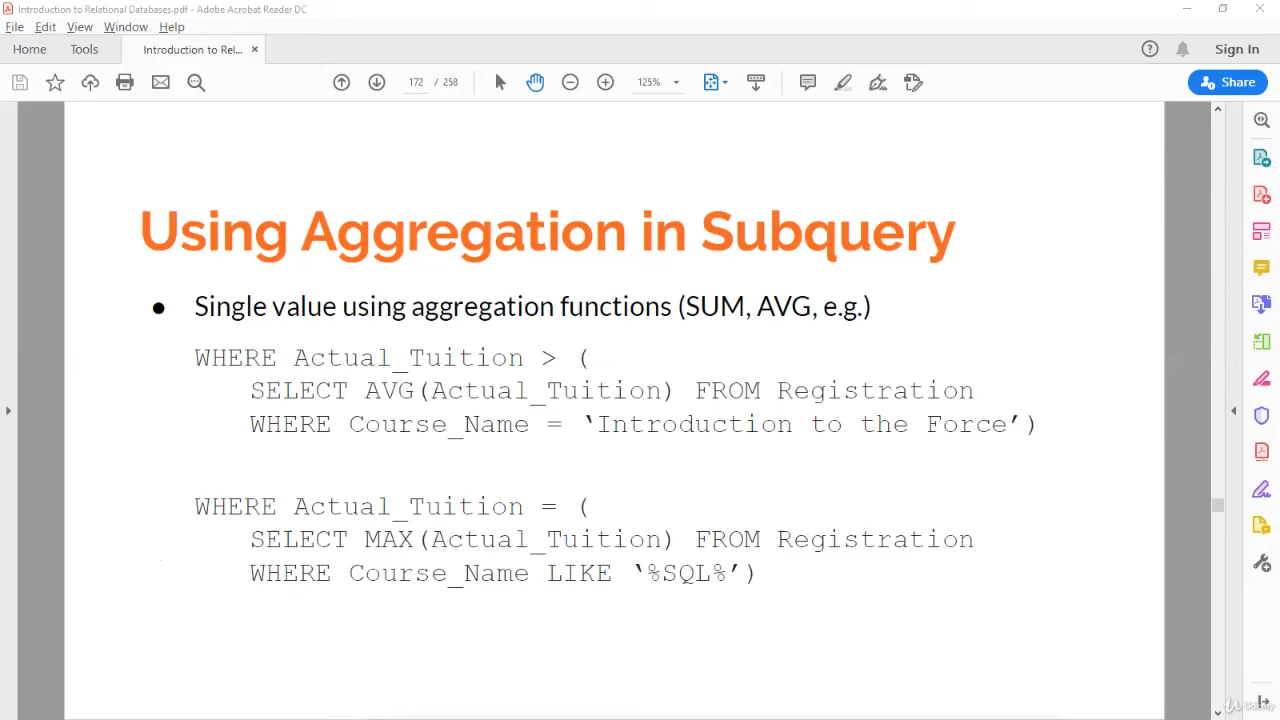 Introduction to Relational Databases.pdf - Adobe Acrobat Reader DC
File Edit View Window Help
Home Tools Introduction to Rel... × Sign In
172 / 258 125% Share
Using Aggregation in Subquery
● Single value using aggregation functions (SUM, AVG, e.g.)
WHERE Actual_Tuition > (
SELECT AVG(Actual_Tuition) FROM Registration
WHERE Course_Name = ‘Introduction to the Force’)
WHERE Actual_Tuition = (
SELECT MAX(Actual_Tuition) FROM Registration
WHERE Course_Name LIKE ‘%SQL%’)
Udemy